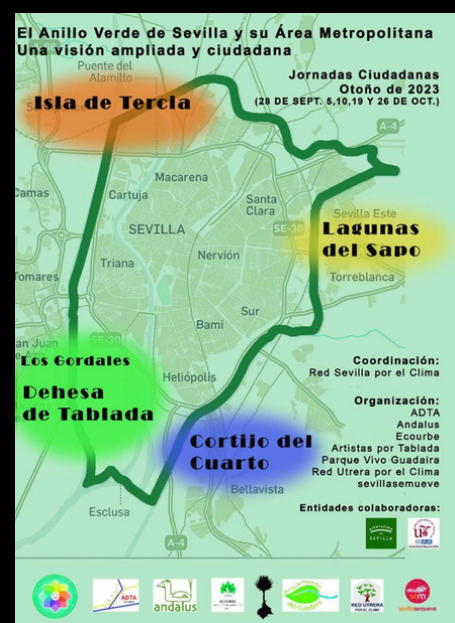 El Anillo Verde de Sevilla y su Área Metropolitana
Una visión ampliada y ciudadana
Puente del
Alamillo
Jornadas Ciudadanas
Otoño de 2023
(28 DE SEPT. 5,10,19 Y 26 DE OCT.)
Isla de Tercia
A-4
Macarena
Camas
Cartuja
Santa
Clara
Sevilla Este
SEVILLA
SE-30
Lagunas
del Sapo
Triana
Nervión
Tomares
Torreblanca
Sur
Bami
San Juan
SE-30
Los Gordales
Heliópolis
Coordinación:
Red Sevilla por el Clima
Dehesa
de Tablada
Organización:
ADTA
Andalus
Ecourbe
Artistas por Tablada
Parque Vivo Guadaira
Red Utrera por el Clima
sevillasemueve
Cortijo del
Cuarto
Bellavista
Esclusa
Entidades colaboradoras:
A-4
SEVILLA
ADTA
andalus
RED UTRERA
POR EL CLIMA
sevillasemueve